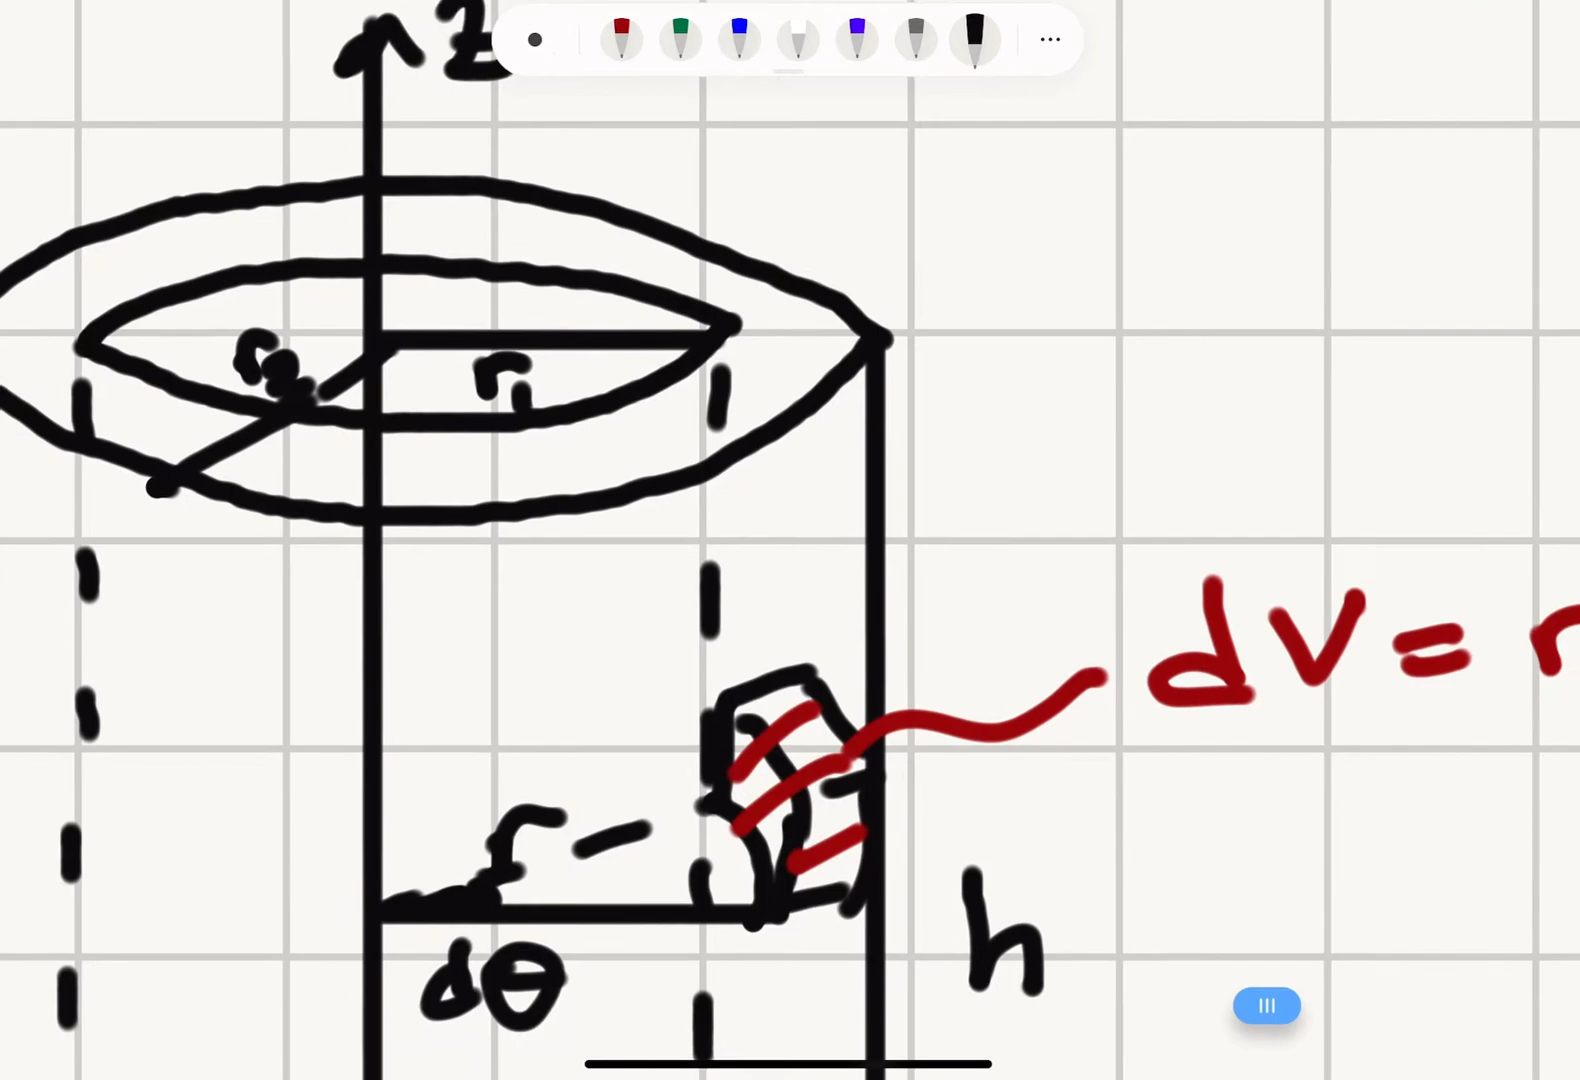 z
r₂ r₁
dV = r
r
dθ h